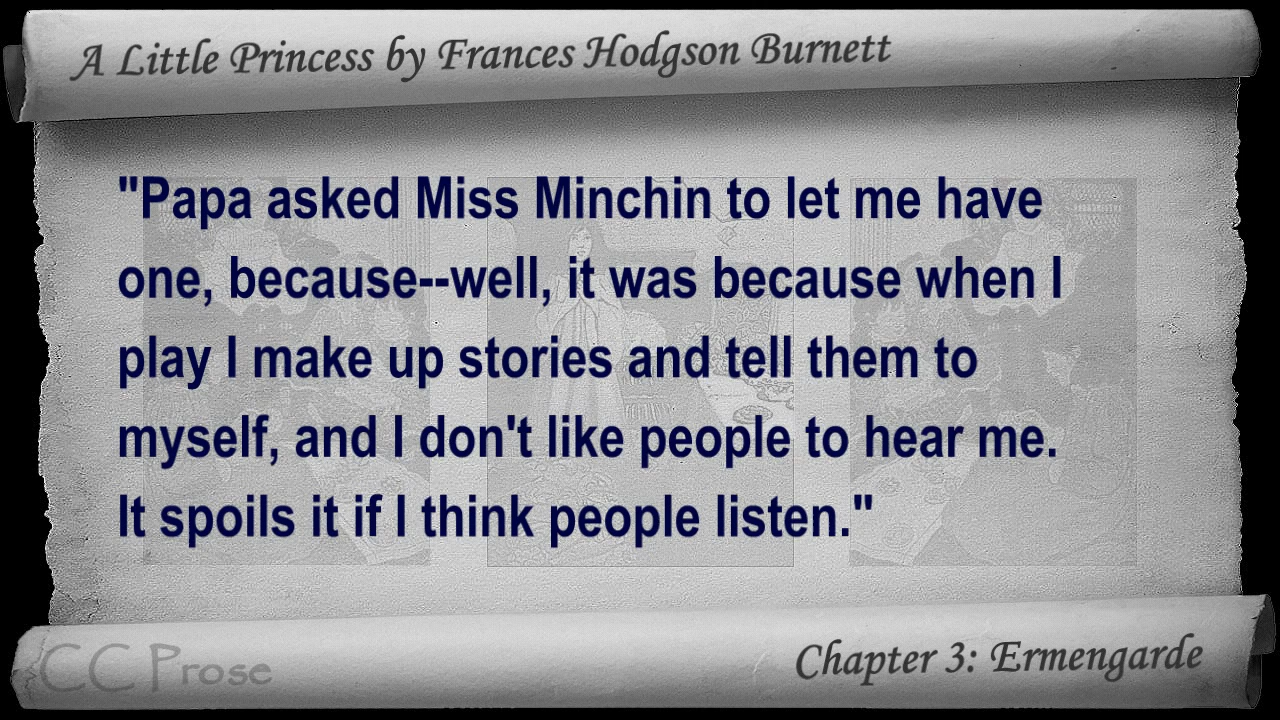 A Little Princess by Frances Hodgson Burnett
"Papa asked Miss Minchin to let me have
one, because--well, it was because when I
play I make up stories and tell them to
myself, and I don't like people to hear me.
It spoils it if I think people listen."
CC Prose
Chapter 3: Ermengarde